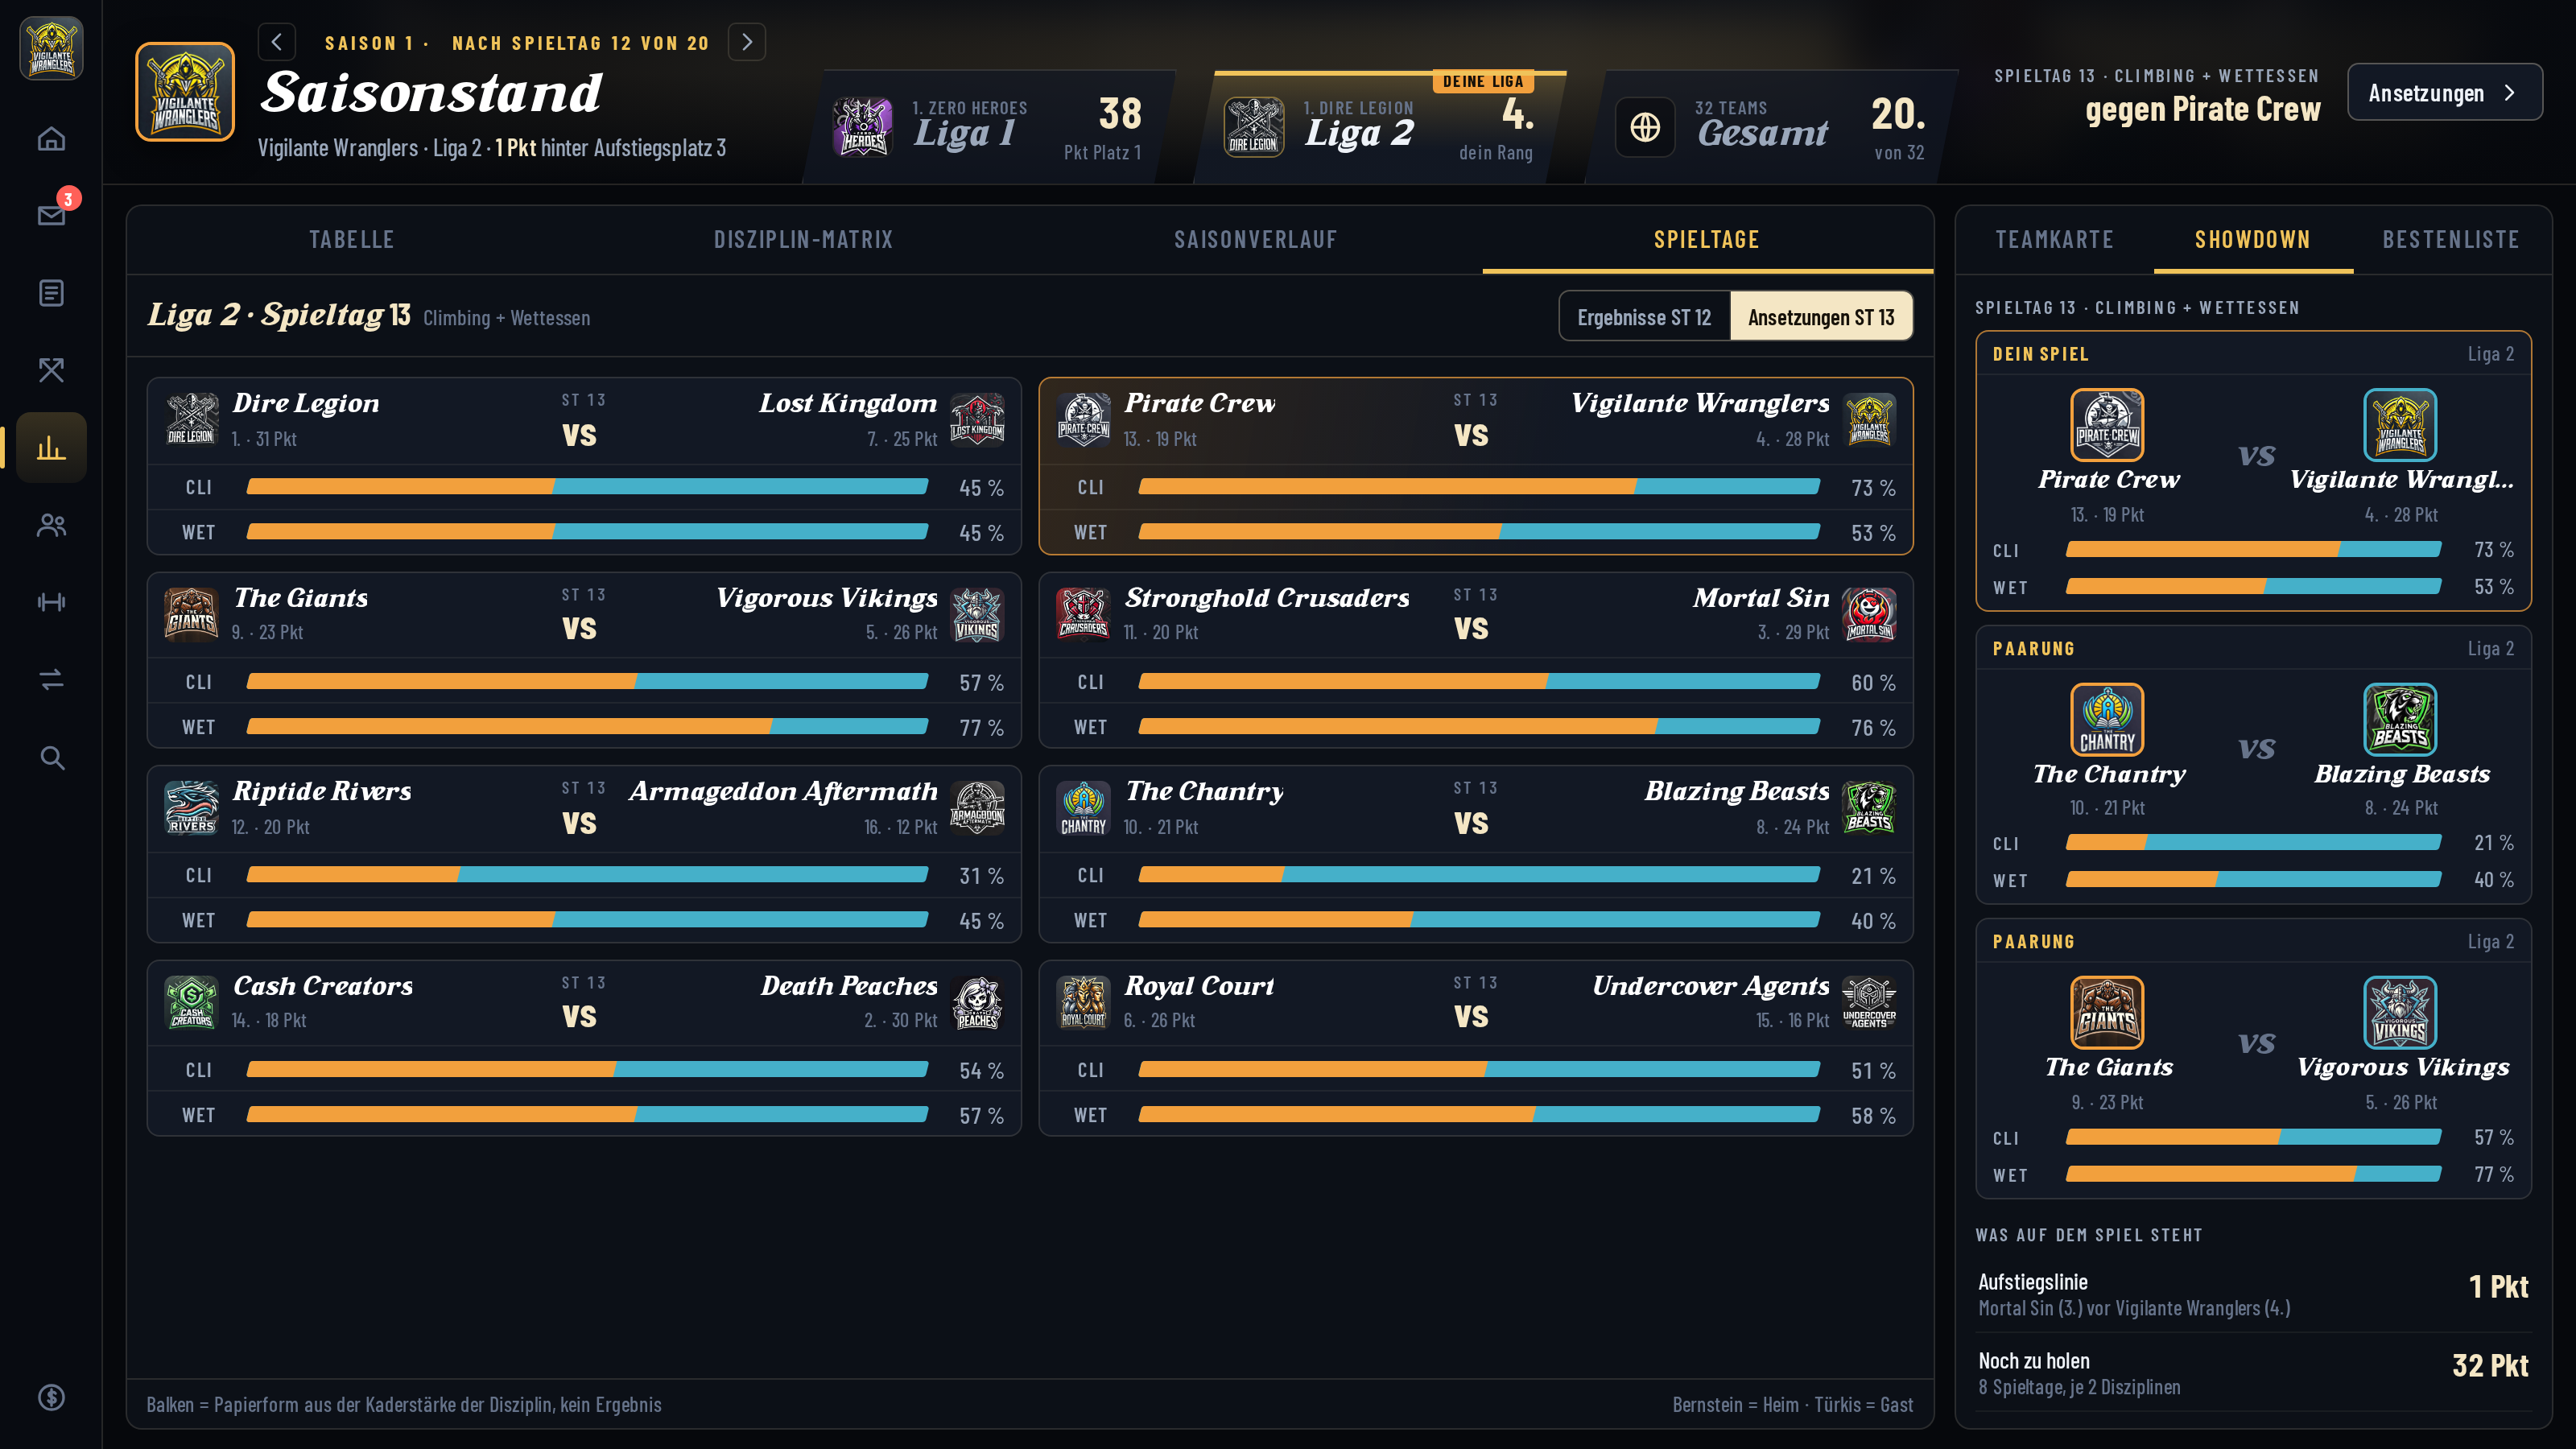 SAISON 1 · NACH SPIELTAG 12 VON 20
Saisonstand
Vigilante Wranglers · Liga 2 · 1 Pkt hinter Aufstiegsplatz 3
1. ZERO HEROES
Liga 1
38
Pkt Platz 1
DEINE LIGA
1. DIRE LEGION
Liga 2
4.
dein Rang
32 TEAMS
Gesamt
20.
von 32
SPIELTAG 13 · CLIMBING + WETTESSEN
gegen Pirate Crew
Ansetzungen
3
TABELLE
DISZIPLIN-MATRIX
SAISONVERLAUF
SPIELTAGE
Liga 2 · Spieltag 13 Climbing + Wettessen
Ergebnisse ST 12
Ansetzungen ST 13
Dire Legion
1. · 31 Pkt
ST 13
VS
Lost Kingdom
7. · 25 Pkt
CLI 45 %
WET 45 %
Pirate Crew
13. · 19 Pkt
ST 13
VS
Vigilante Wranglers
4. · 28 Pkt
CLI 73 %
WET 53 %
The Giants
9. · 23 Pkt
ST 13
VS
Vigorous Vikings
5. · 26 Pkt
CLI 57 %
WET 77 %
Stronghold Crusaders
11. · 20 Pkt
ST 13
VS
Mortal Sin
3. · 29 Pkt
CLI 60 %
WET 76 %
Riptide Rivers
12. · 20 Pkt
ST 13
VS
Armageddon Aftermath
16. · 12 Pkt
CLI 31 %
WET 45 %
The Chantry
10. · 21 Pkt
ST 13
VS
Blazing Beasts
8. · 24 Pkt
CLI 21 %
WET 40 %
Cash Creators
14. · 18 Pkt
ST 13
VS
Death Peaches
2. · 30 Pkt
CLI 54 %
WET 57 %
Royal Court
6. · 26 Pkt
ST 13
VS
Undercover Agents
15. · 16 Pkt
CLI 51 %
WET 58 %
Balken = Papierform aus der Kaderstärke der Disziplin, kein Ergebnis
Bernstein = Heim · Türkis = Gast
TEAMKARTE
SHOWDOWN
BESTENLISTE
SPIELTAG 13 · CLIMBING + WETTESSEN
DEIN SPIEL
Liga 2
Pirate Crew
13. · 19 Pkt
VS
Vigilante Wrangl...
4. · 28 Pkt
CLI 73 %
WET 53 %
PAARUNG
Liga 2
The Chantry
10. · 21 Pkt
VS
Blazing Beasts
8. · 24 Pkt
CLI 21 %
WET 40 %
PAARUNG
Liga 2
The Giants
9. · 23 Pkt
VS
Vigorous Vikings
5. · 26 Pkt
CLI 57 %
WET 77 %
WAS AUF DEM SPIEL STEHT
Aufstiegslinie
Mortal Sin (3.) vor Vigilante Wranglers (4.)
1 Pkt
Noch zu holen
8 Spieltage, je 2 Disziplinen
32 Pkt